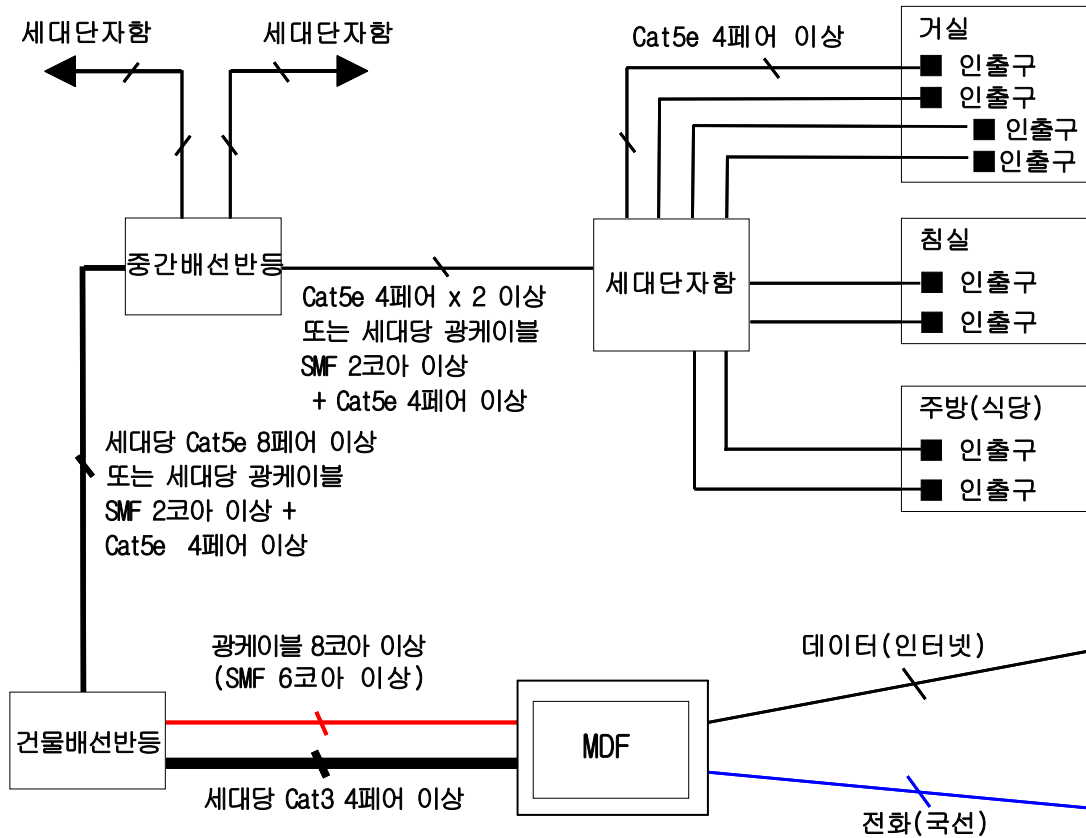 세대단자함
세대단자함
Cat5e 4페어 이상
거실
인출구
인출구
인출구
인출구
중간배선반등
Cat5e 4페어 x 2 이상
또는 세대당 광케이블
SMF 2코아 이상
+ Cat5e 4페어 이상
세대단자함
침실
인출구
인출구
주방(식당)
인출구
인출구
세대당 Cat5e 8페어 이상
또는 세대당 광케이블
SMF 2코아 이상 +
Cat5e 4페어 이상
광케이블 8코아 이상
(SMF 6코아 이상)
건물배선반등
세대당 Cat3 4페어 이상
MDF
데이터(인터넷)
전화(국선)